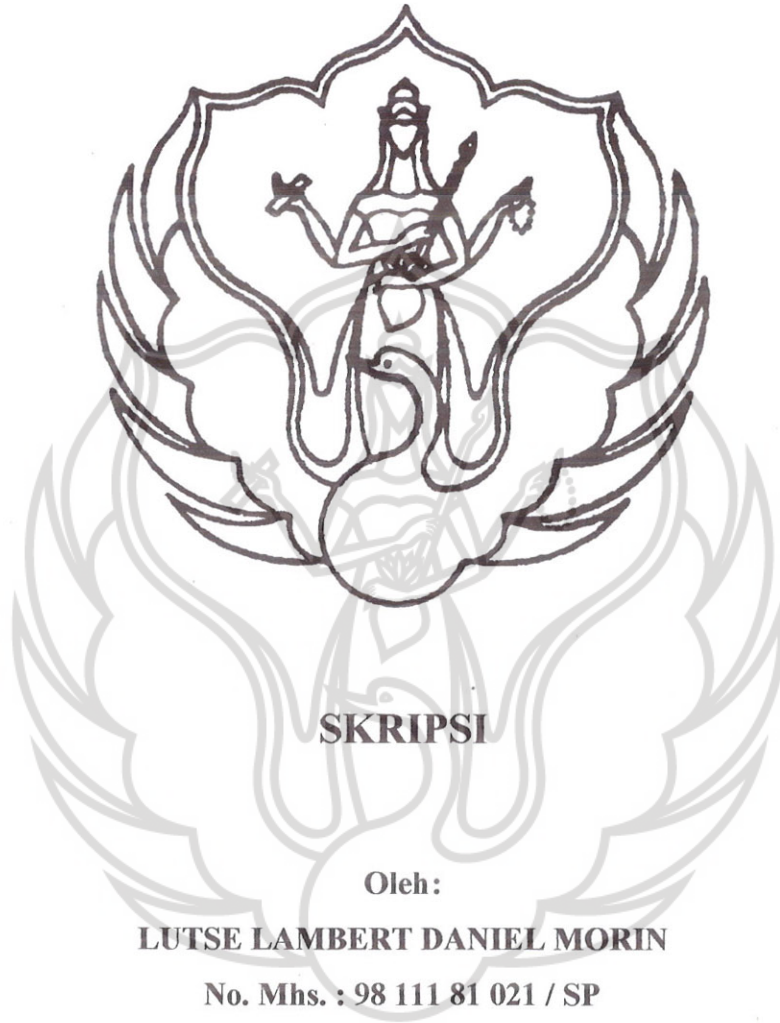 SKRIPSI
Oleh:
LUTSE LAMBERT DANIEL MORIN
No. Mhs. : 98 111 81 021 / SP